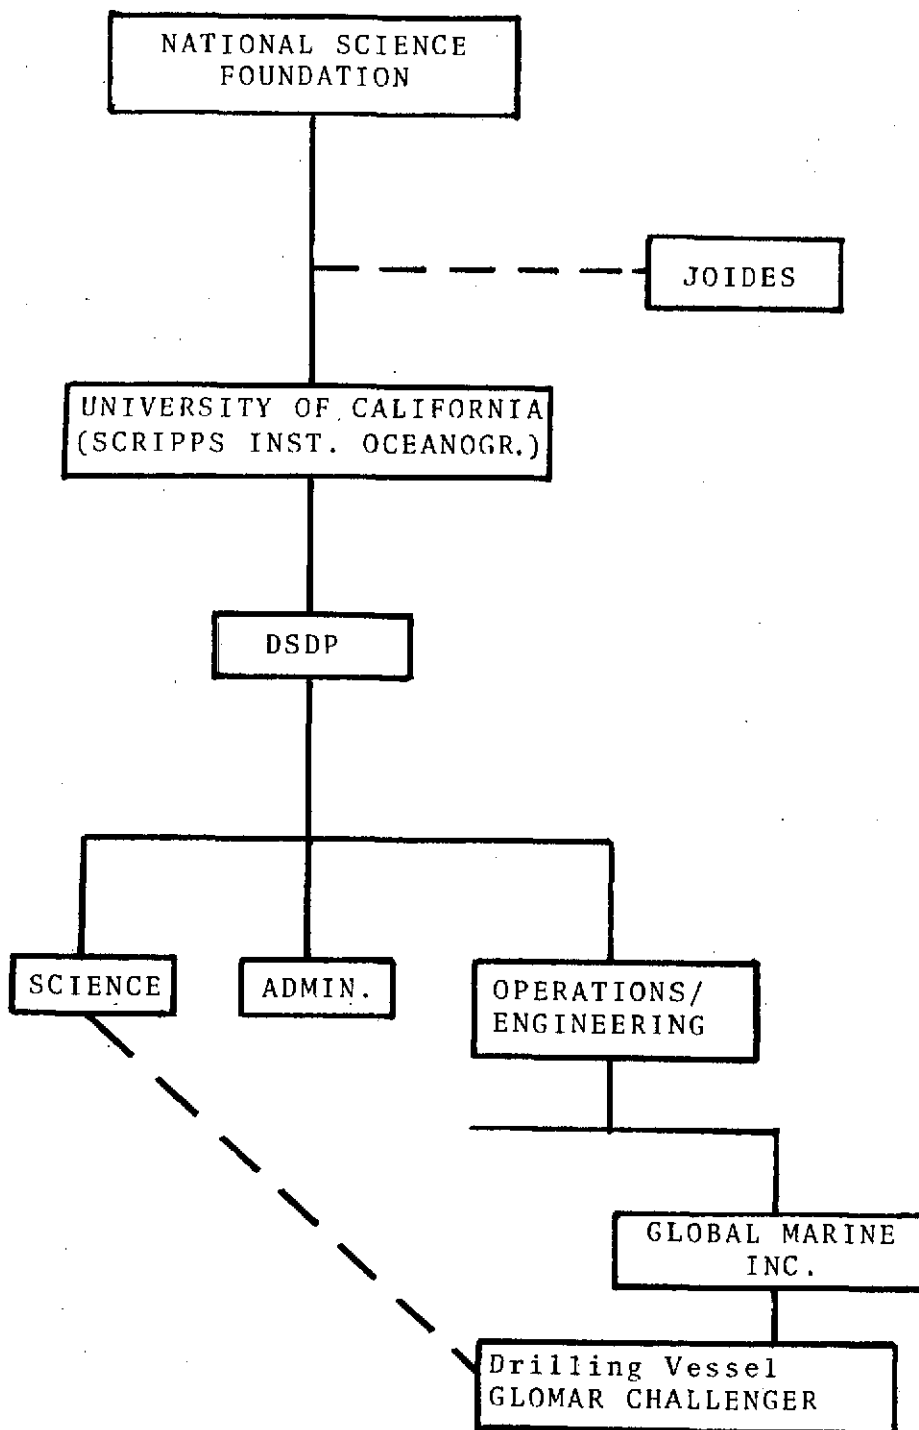 NATIONAL SCIENCE
FOUNDATION
JOIDES
UNIVERSITY OF CALIFORNIA
(SCRIPPS INST. OCEANOGR.)
DSDP
SCIENCE
ADMIN.
OPERATIONS/
ENGINEERING
GLOBAL MARINE
INC.
Drilling Vessel
GLOMAR CHALLENGER